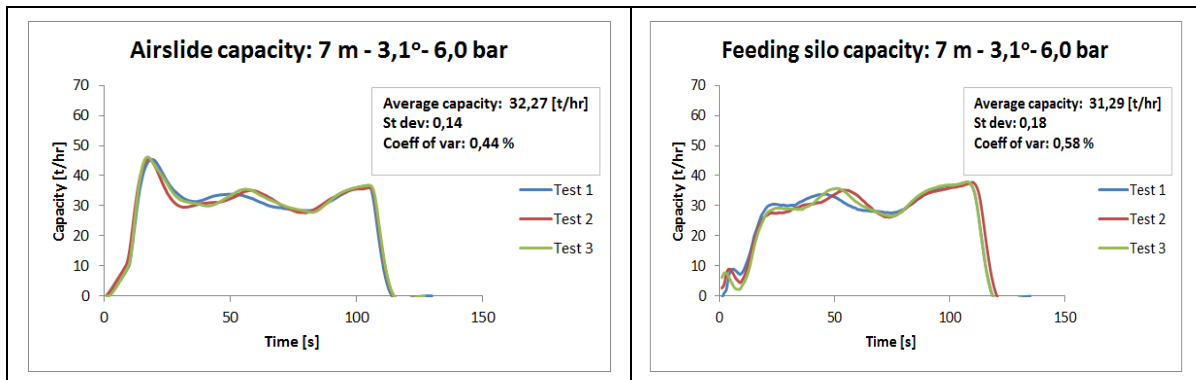 Airslide capacity: 7 m - 3,1º- 6,0 bar
70
60
50
40
30
20
10
0
Capacity [t/hr]
Average capacity: 32,27 [t/hr]
St dev: 0,14
Coeff of var: 0,44 %
Test 1
Test 2
Test 3
0
50
100
150
Time [s]
Feeding silo capacity: 7 m - 3,1º- 6,0 bar
70
60
50
40
30
20
10
0
Capacity [t/hr]
Average capacity: 31,29 [t/hr]
St dev: 0,18
Coeff of var: 0,58 %
Test 1
Test 2
Test 3
0
50
100
150
Time [s]